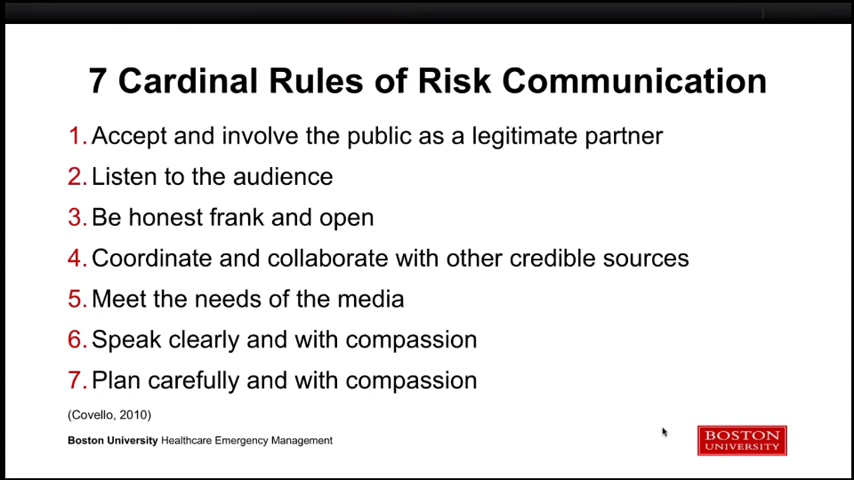 7 Cardinal Rules of Risk Communication
1. Accept and involve the public as a legitimate partner
2. Listen to the audience
3. Be honest frank and open
4. Coordinate and collaborate with other credible sources
5. Meet the needs of the media
6. Speak clearly and with compassion
7. Plan carefully and with compassion
(Covello, 2010)
Boston University Healthcare Emergency Management
BOSTON
UNIVERSITY